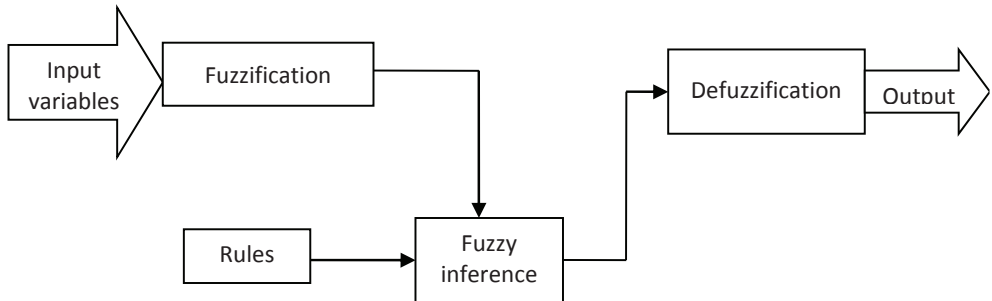 Input
variables
Fuzzification
Defuzzification
Output
Rules
Fuzzy
inference